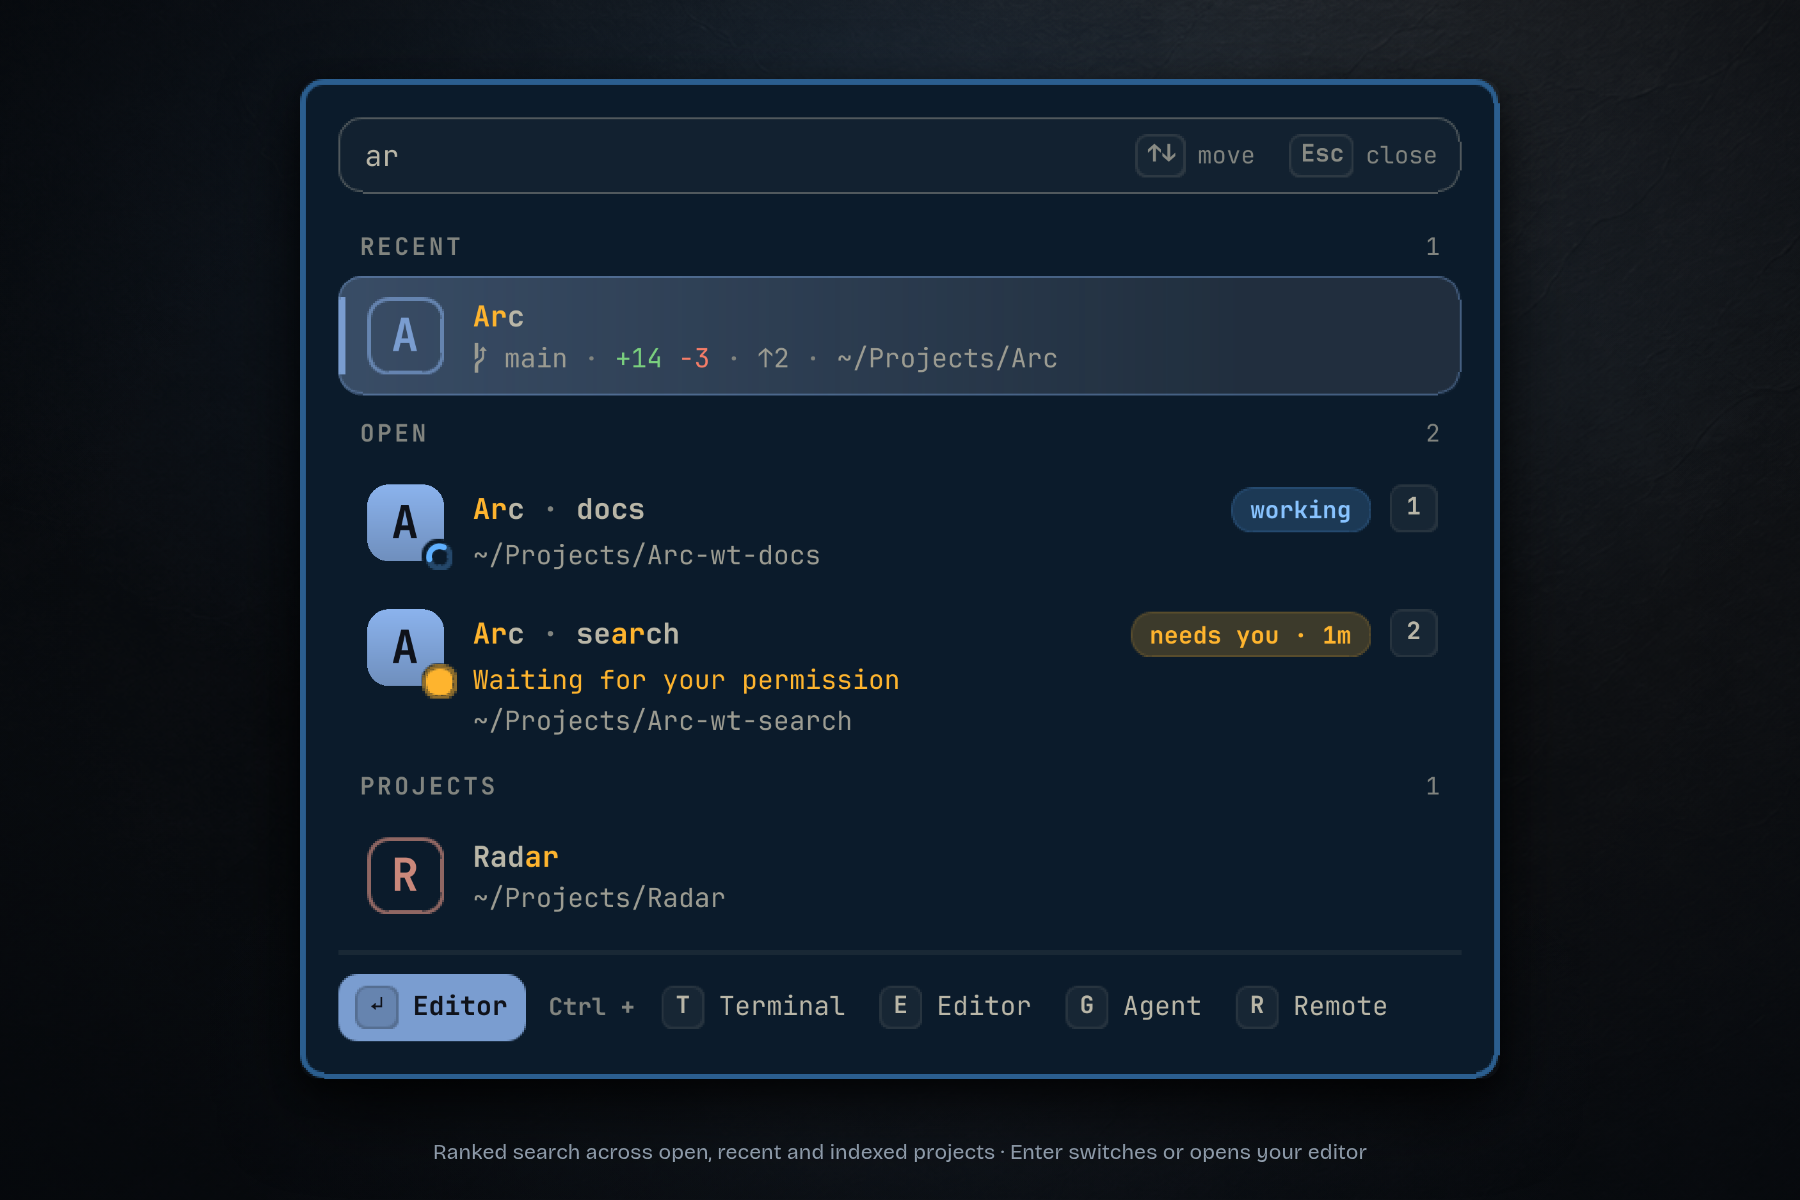 ar ↑↓ move Esc close
RECENT 1
A Arc
main · +14 -3 · ↑2 · ~/Projects/Arc
OPEN 2
A Arc · docs working 1
~/Projects/Arc-wt-docs
A Arc · search needs you · 1m 2
Waiting for your permission
~/Projects/Arc-wt-search
PROJECTS 1
R Radar
~/Projects/Radar
↵ Editor Ctrl + T Terminal E Editor G Agent R Remote
Ranked search across open, recent and indexed projects · Enter switches or opens your editor